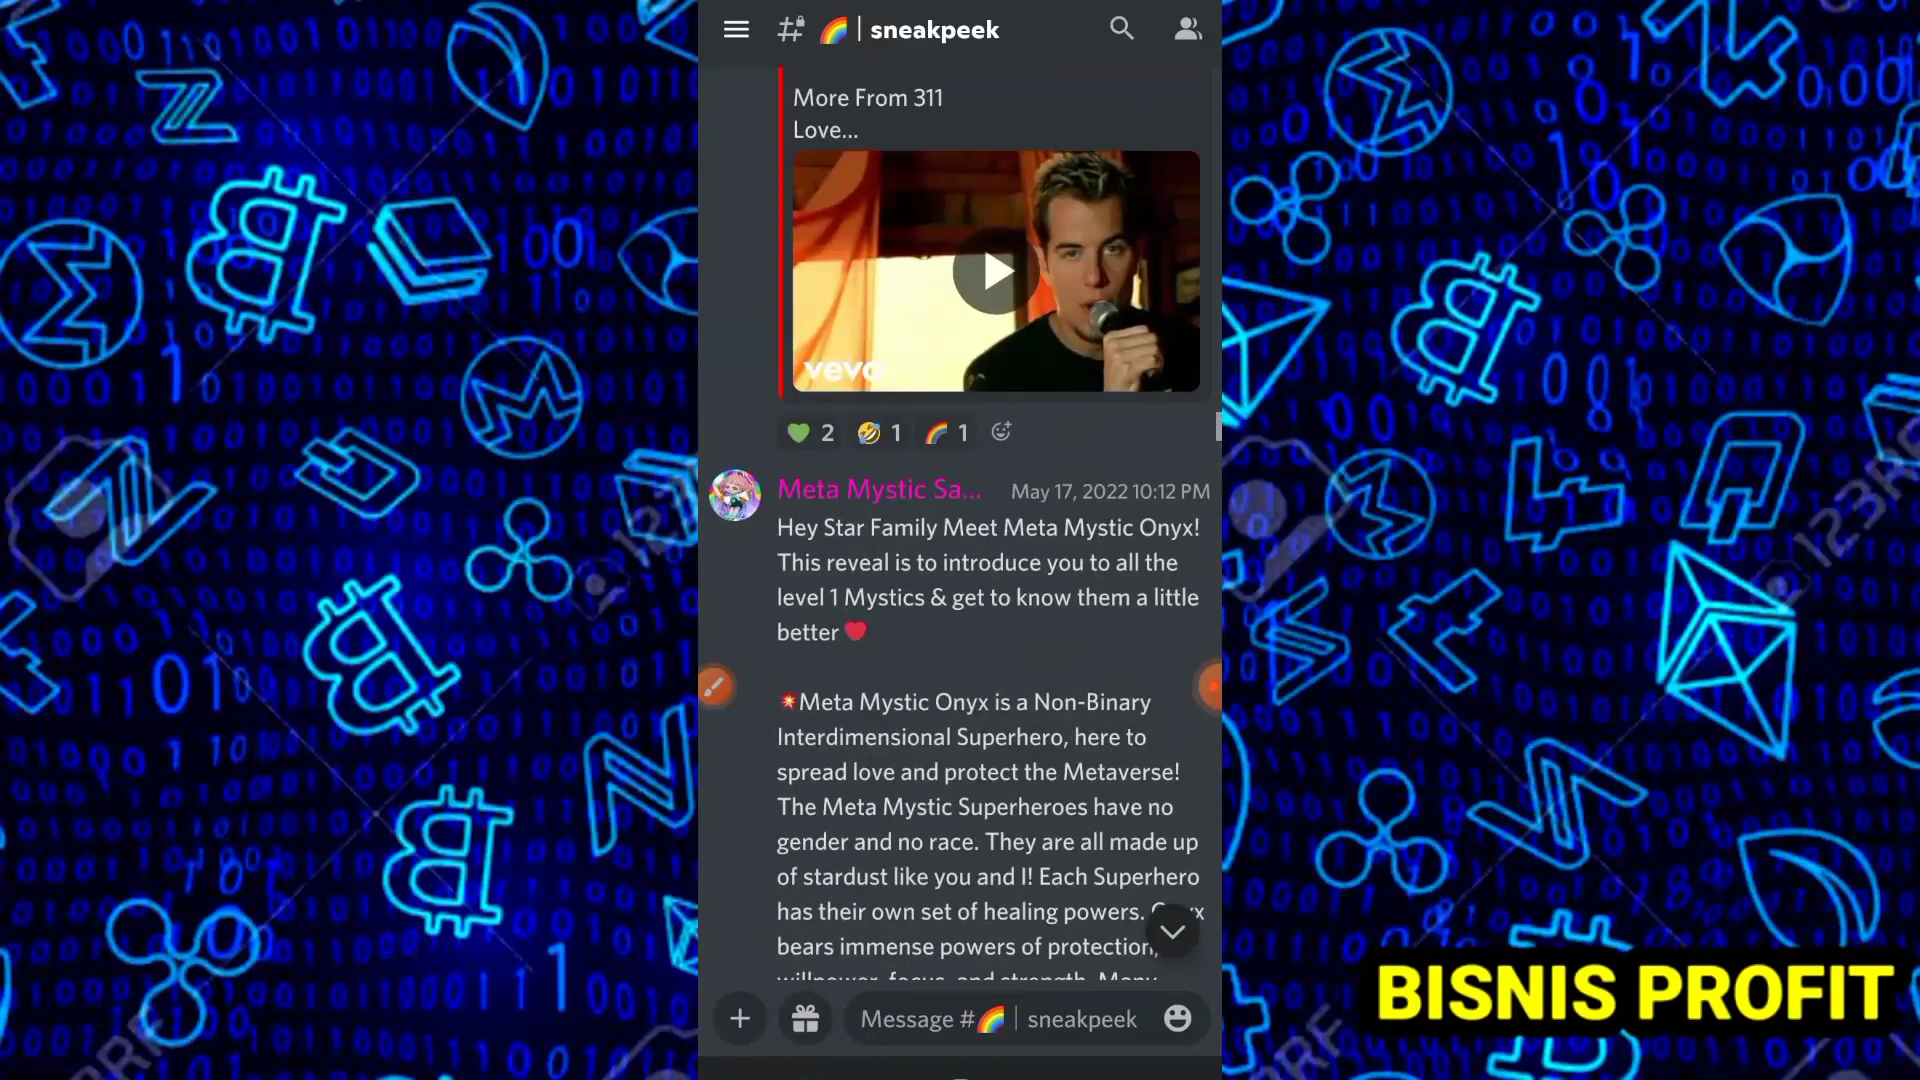 sneakpeek
More From 311
Love...
vevo
2
1
1
Meta Mystic Sa... May 17, 2022 10:12 PM
Hey Star Family Meet Meta Mystic Onyx!
This reveal is to introduce you to all the
level 1 Mystics & get to know them a little
better
Meta Mystic Onyx is a Non-Binary
Interdimensional Superhero, here to
spread love and protect the Metaverse!
The Meta Mystic Superheroes have no
gender and no race. They are all made up
of stardust like you and I! Each Superhero
has their own set of healing powers.
bears immense powers of protection,
willpower, focus, and strength. Many
Message # | sneakpeek
BISNIS PROFIT
123RF